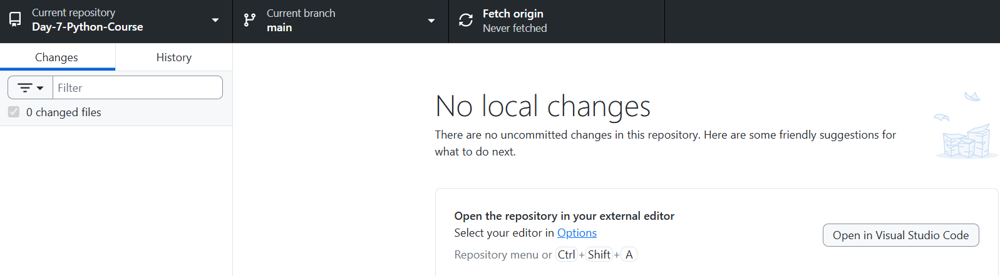 Current repository
Day-7-Python-Course
Current branch
main
Fetch origin
Never fetched
Changes
History
Filter
0 changed files
No local changes
There are no uncommitted changes in this repository. Here are some friendly suggestions for
what to do next.
Open the repository in your external editor
Select your editor in Options
Repository menu or Ctrl + Shift + A
Open in Visual Studio Code